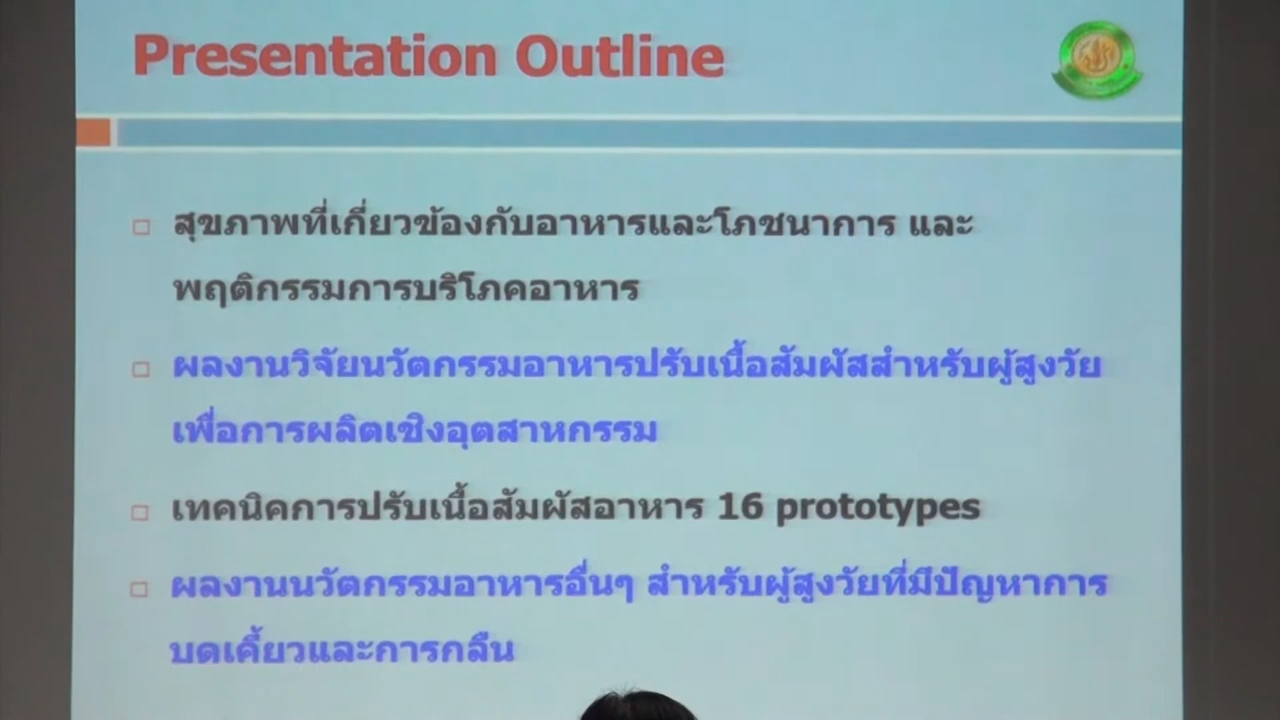 Presentation Outline
สุขภาพที่เกี่ยวข้องกับอาหารและโภชนาการ และ
พฤติกรรมการบริโภคอาหาร
ผลงานวิจัยนวัตกรรมอาหารปรับเนื้อสัมผัสสำหรับผู้สูงวัย
เพื่อการผลิตเชิงอุตสาหกรรม
เทคนิคการปรับเนื้อสัมผัสอาหาร 16 prototypes
ผลงานนวัตกรรมอาหารอื่นๆ สำหรับผู้สูงวัยที่มีปัญหาการ
บดเคี้ยวและการกลืน